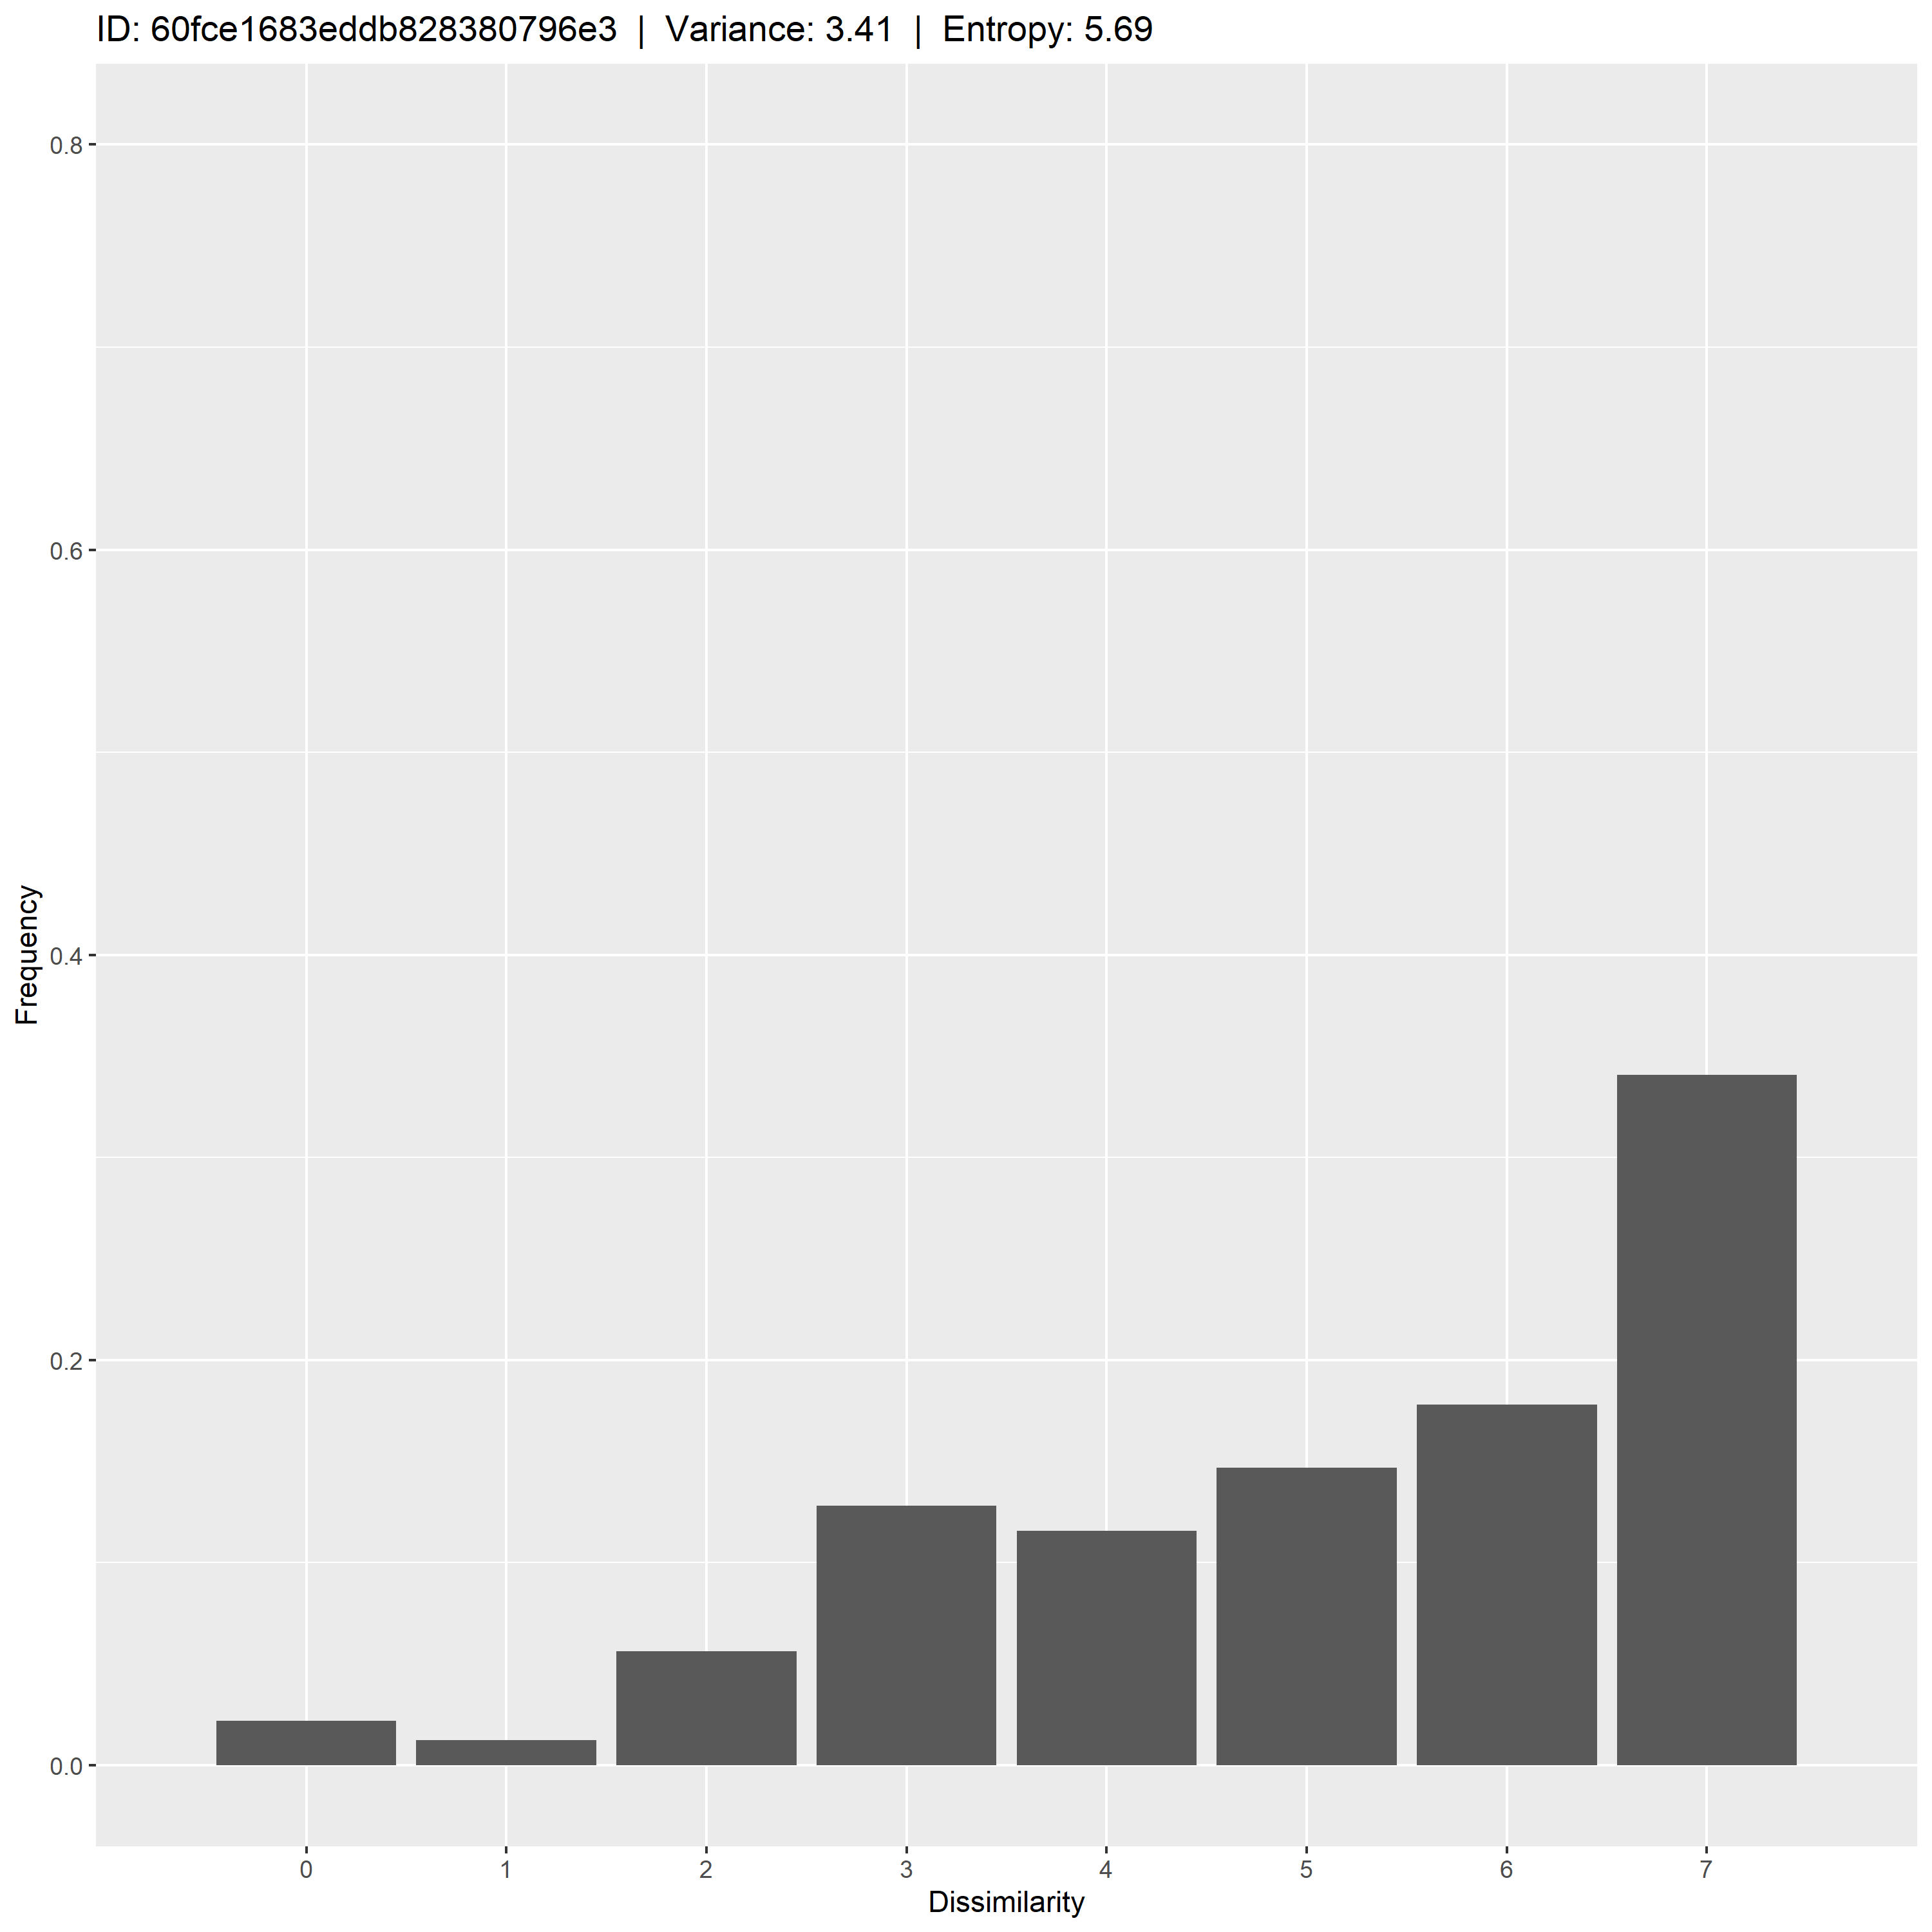 ID: 60fce1683eddb828380796e3 | Variance: 3.41 | Entropy: 5.69
0.8
0.6
0.4
0.2
0.0
Frequency
0 1 2 3 4 5 6 7
Dissimilarity